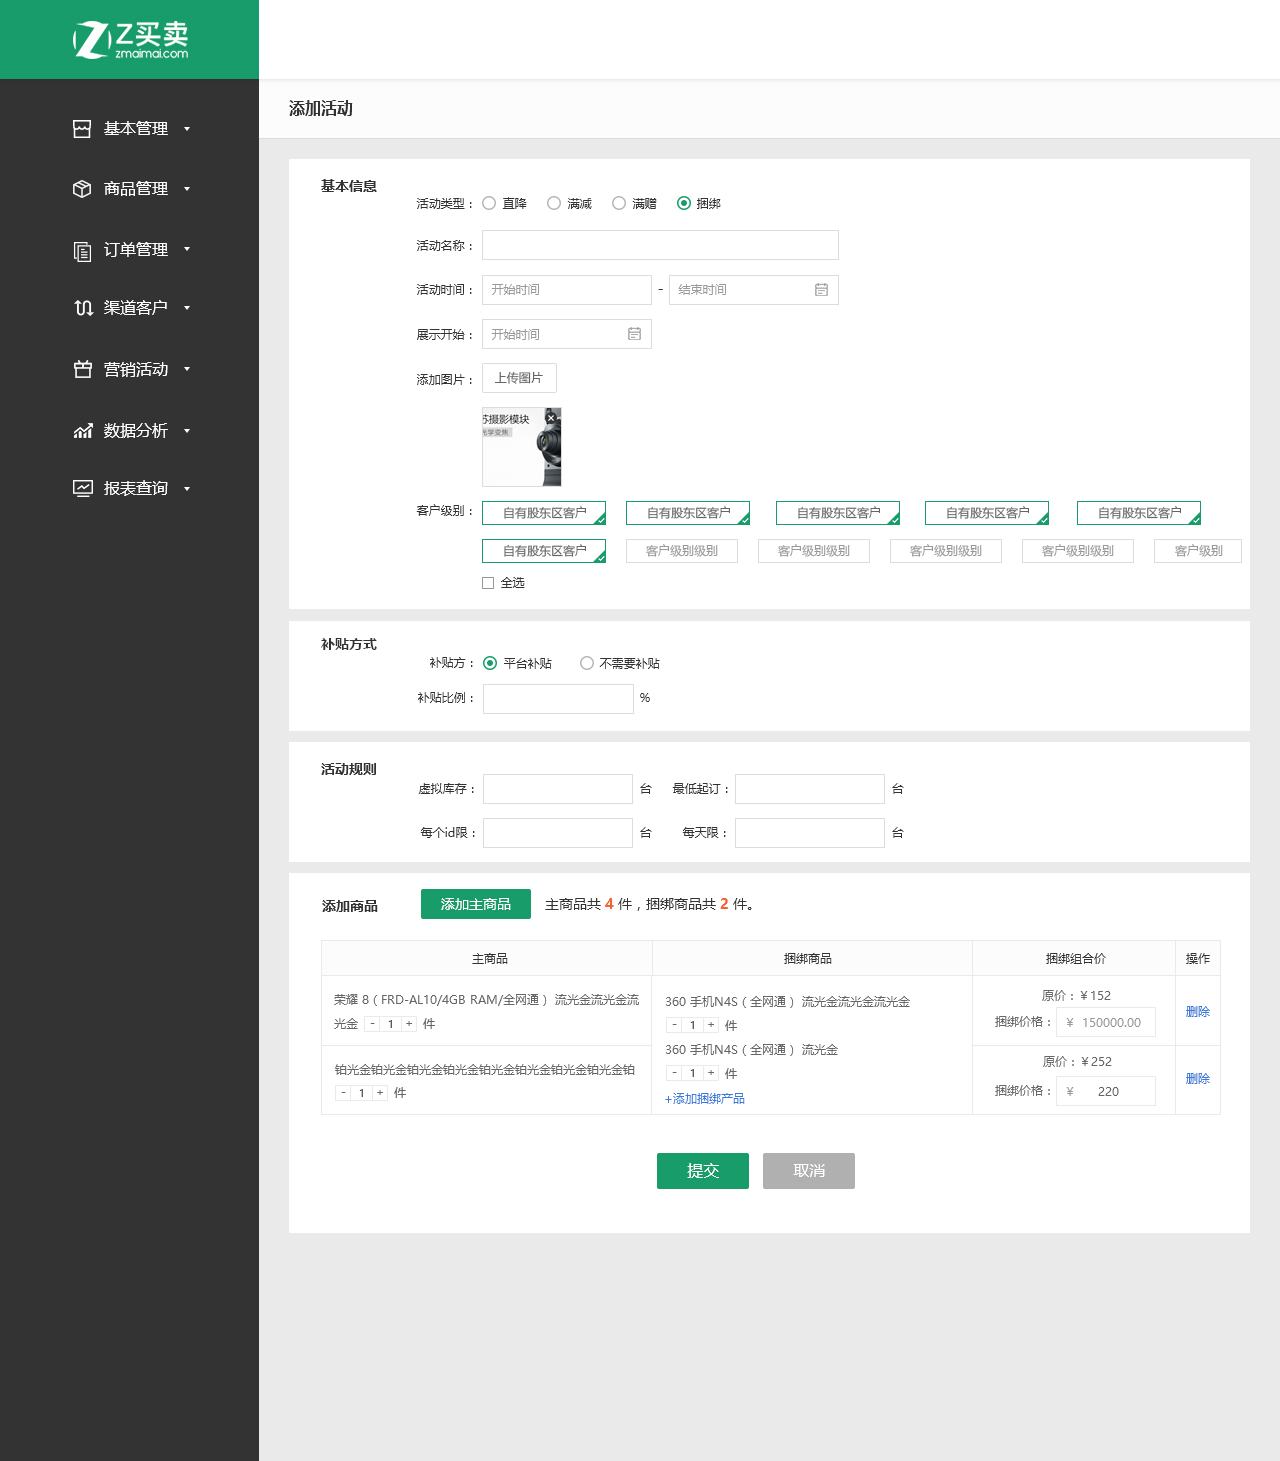 Z买卖
zmaimai.com
基本管理
商品管理
订单管理
渠道客户
营销活动
数据分析
报表查询
添加活动
基本信息
活动类型： 直降 满减 满赠 捆绑
活动名称：
活动时间： 开始时间 - 结束时间
展示开始： 开始时间
添加图片： 上传图片
苏摄影模块
光学变焦
客户级别： 自有股东区客户 自有股东区客户 自有股东区客户 自有股东区客户 自有股东区客户
自有股东区客户 客户级别级别 客户级别级别 客户级别级别 客户级别级别 客户级别
全选
补贴方式
补贴方： 平台补贴 不需要补贴
补贴比例： %
活动规则
虚拟库存： 台 最低起订： 台
每个id限： 台 每天限： 台
添加商品 添加主商品 主商品共 4 件，捆绑商品共 2 件。
主商品 捆绑商品 捆绑组合价 操作
荣耀 8（FRD-AL10/4GB RAM/全网通） 流光金流光金流
光金 - 1 + 件
铂光金铂光金铂光金铂光金铂光金铂光金铂光金铂光金铂
- 1 + 件
360 手机N4S（全网通） 流光金流光金流光金
- 1 + 件
360 手机N4S（全网通） 流光金
- 1 + 件
+添加捆绑产品
原价：¥152
捆绑价格： ¥ 150000.00
删除
原价：¥252
捆绑价格： ¥ 220
删除
提交 取消